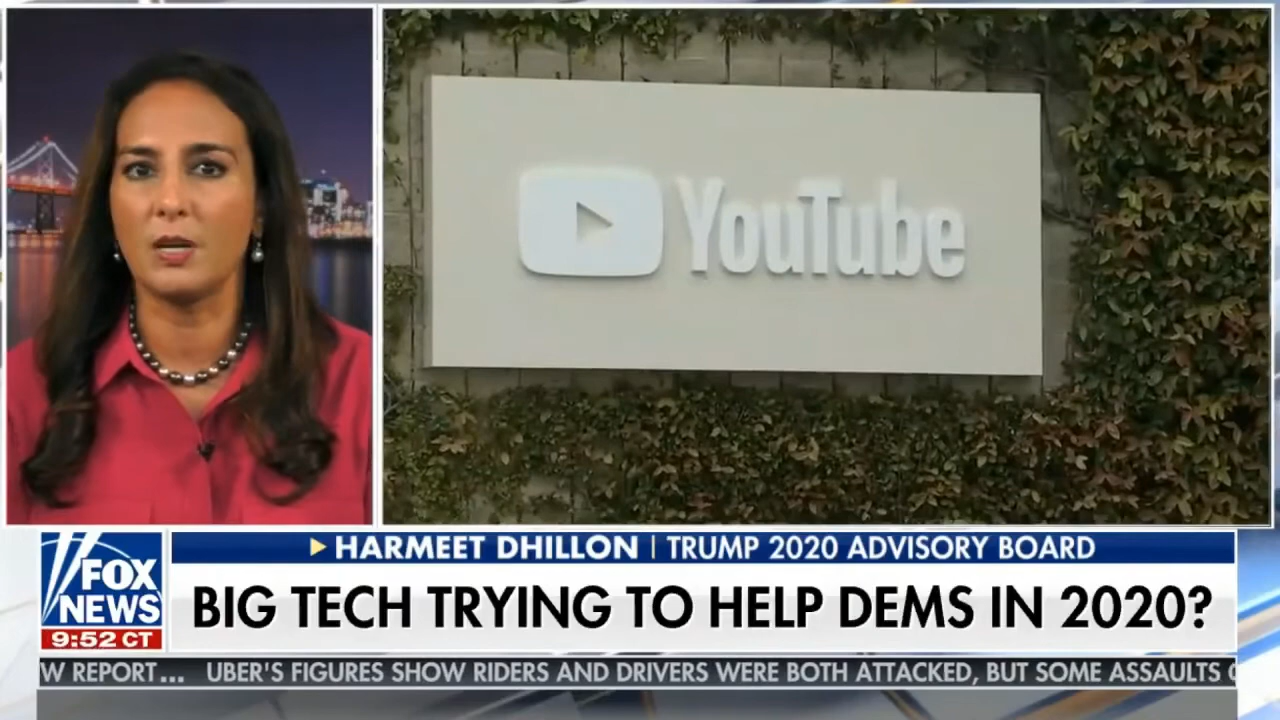 YouTube
HARMEET DHILLON | TRUMP 2020 ADVISORY BOARD
FOX
NEWS
9:52 CT
BIG TECH TRYING TO HELP DEMS IN 2020?
W REPORT... UBER'S FIGURES SHOW RIDERS AND DRIVERS WERE BOTH ATTACKED, BUT SOME ASSAULTS